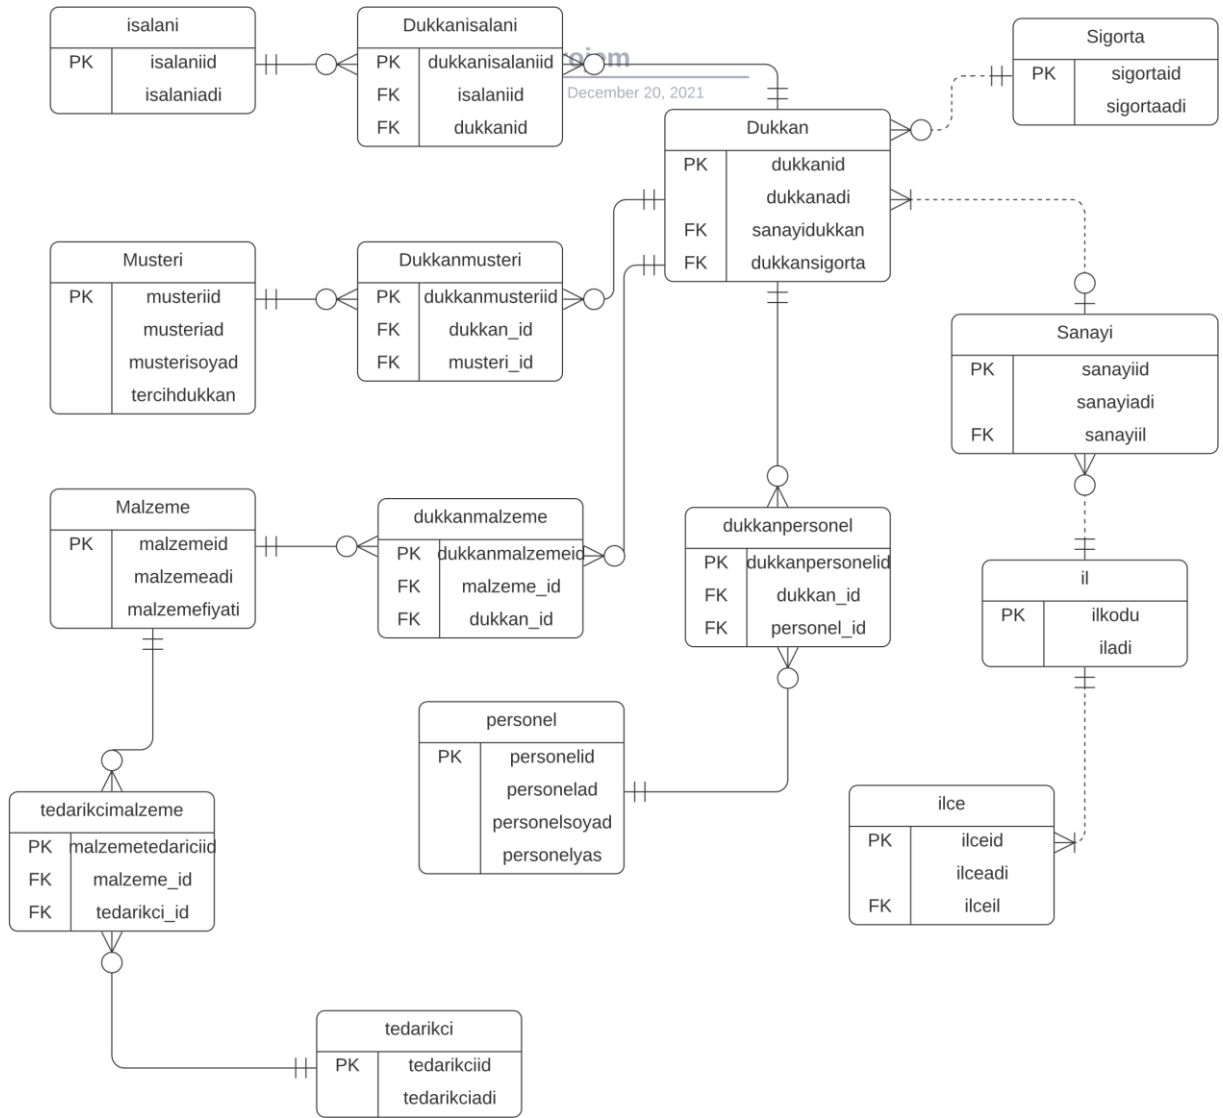 isalani
PK isalaniid
isalaniadi
Dukkanisalani
PK dukkanisalaniid
FK isalaniid
FK dukkanid
December 20, 2021
Sigorta
PK sigortaid
sigortaadi
Dukkan
PK dukkanid
dukkanadi
FK sanayidukkan
FK dukkansigorta
Musteri
PK musteriid
musteriad
musterisoyad
tercihdukkan
Dukkanmusteri
PK dukkanmusteriid
FK dukkan_id
FK musteri_id
Sanayi
PK sanayiid
sanayiadi
FK sanayiil
Malzeme
PK malzemeid
malzemeadi
malzemefiyati
dukkanmalzeme
PK dukkanmalzemeid
FK malzeme_id
FK dukkan_id
dukkanpersonel
PK dukkanpersonelid
FK dukkan_id
FK personel_id
il
PK ilkodu
iladi
personel
PK personelid
personelad
personelsoyad
personelyas
ilce
PK ilceid
ilceadi
FK ilceil
tedarikcimalzeme
PK malzemetedariciid
FK malzeme_id
FK tedarikci_id
tedarikci
PK tedarikciid
tedarikciadi